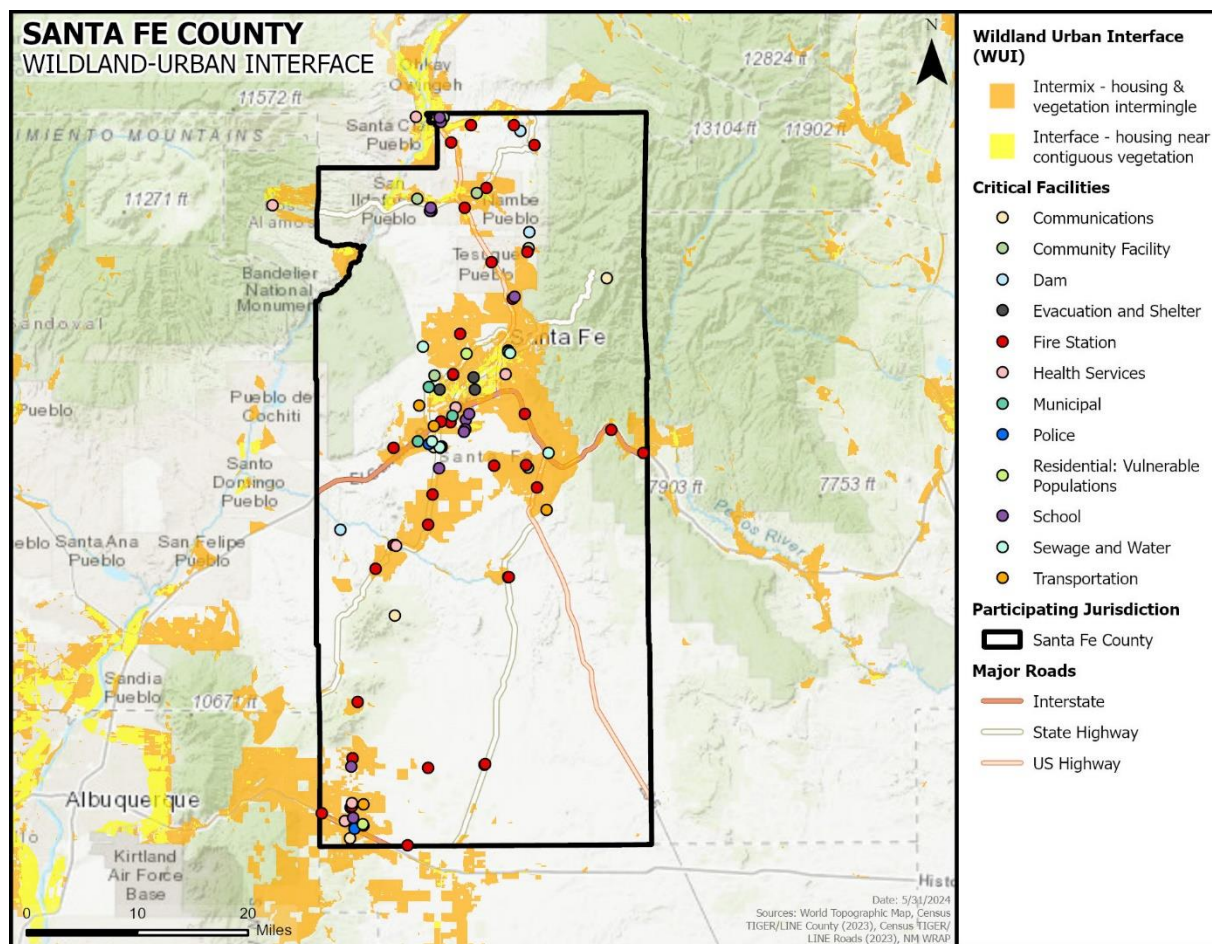 SANTA FE COUNTY
WILDLAND-URBAN INTERFACE
N
Owingeh
12824 ft
11572 ft
Pueblo
13104 ft
11902 ft
11271 ft
San
Pueblo
Nambe
Pueblo
Tesuque
Pueblo
Bandelier
National
Monument
Sandoval
Santa Fe
Pueblo de
Cochiti
Pueblo
Santa Fe
Santo
Domingo
Pueblo
7903 ft
7753 ft
Pecos River
Santa Ana
Pueblo
San Felipe
Pueblo
Sandia
Pueblo
10671 ft
Albuquerque
Kirtland
Air Force
Base
0 10 20
Miles
Date: 5/31/2024
Sources: World Topographic Map, Census
TIGER/LINE County (2023), Census TIGER/
LINE Roads (2023), NM WRAP
Wildland Urban Interface
(WUI)
Intermix - housing &
vegetation intermingle
Interface - housing near
contiguous vegetation
Critical Facilities
Communications
Community Facility
Dam
Evacuation and Shelter
Fire Station
Health Services
Municipal
Police
Residential: Vulnerable
Populations
School
Sewage and Water
Transportation
Participating Jurisdiction
Santa Fe County
Major Roads
Interstate
State Highway
US Highway